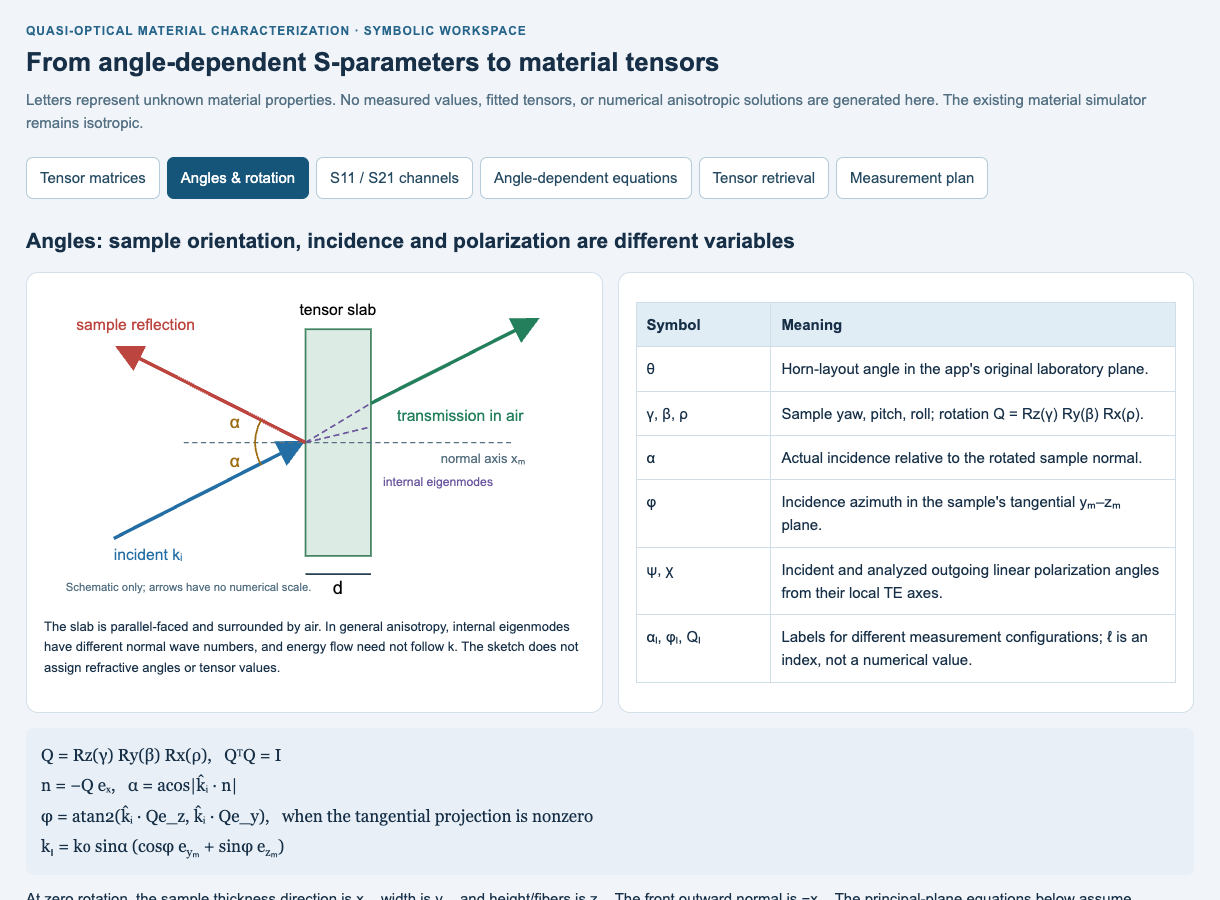 QUASI-OPTICAL MATERIAL CHARACTERIZATION · SYMBOLIC WORKSPACE
From angle-dependent S-parameters to material tensors
Letters represent unknown material properties. No measured values, fitted tensors, or numerical anisotropic solutions are generated here. The existing material simulator
remains isotropic.
Tensor matrices
Angles & rotation
S11 / S21 channels
Angle-dependent equations
Tensor retrieval
Measurement plan
Angles: sample orientation, incidence and polarization are different variables
tensor slab
sample reflection
α
transmission in air
α
normal axis xₘ
internal eigenmodes
incident kᵢ
Schematic only; arrows have no numerical scale.
d
The slab is parallel-faced and surrounded by air. In general anisotropy, internal eigenmodes
have different normal wave numbers, and energy flow need not follow k. The sketch does not
assign refractive angles or tensor values.
Symbol Meaning
θ Horn-layout angle in the app's original laboratory plane.
γ, β, ρ Sample yaw, pitch, roll; rotation Q = Rz(γ) Ry(β) Rx(ρ).
α Actual incidence relative to the rotated sample normal.
φ Incidence azimuth in the sample's tangential yₘ–zₘ
plane.
ψ, χ Incident and analyzed outgoing linear polarization angles
from their local TE axes.
αₗ, φₗ, Qₗ Labels for different measurement configurations; ℓ is an
index, not a numerical value.
Q = Rz(γ) Ry(β) Rx(ρ), QᵀQ = I
n = −Q eₓ, α = acos|k̂ᵢ · n|
φ = atan2(k̂ᵢ · Qe_z, k̂ᵢ · Qe_y), when the tangential projection is nonzero
k∥ = k₀ sinα (cosφ e_yₘ + sinφ e_zₘ)